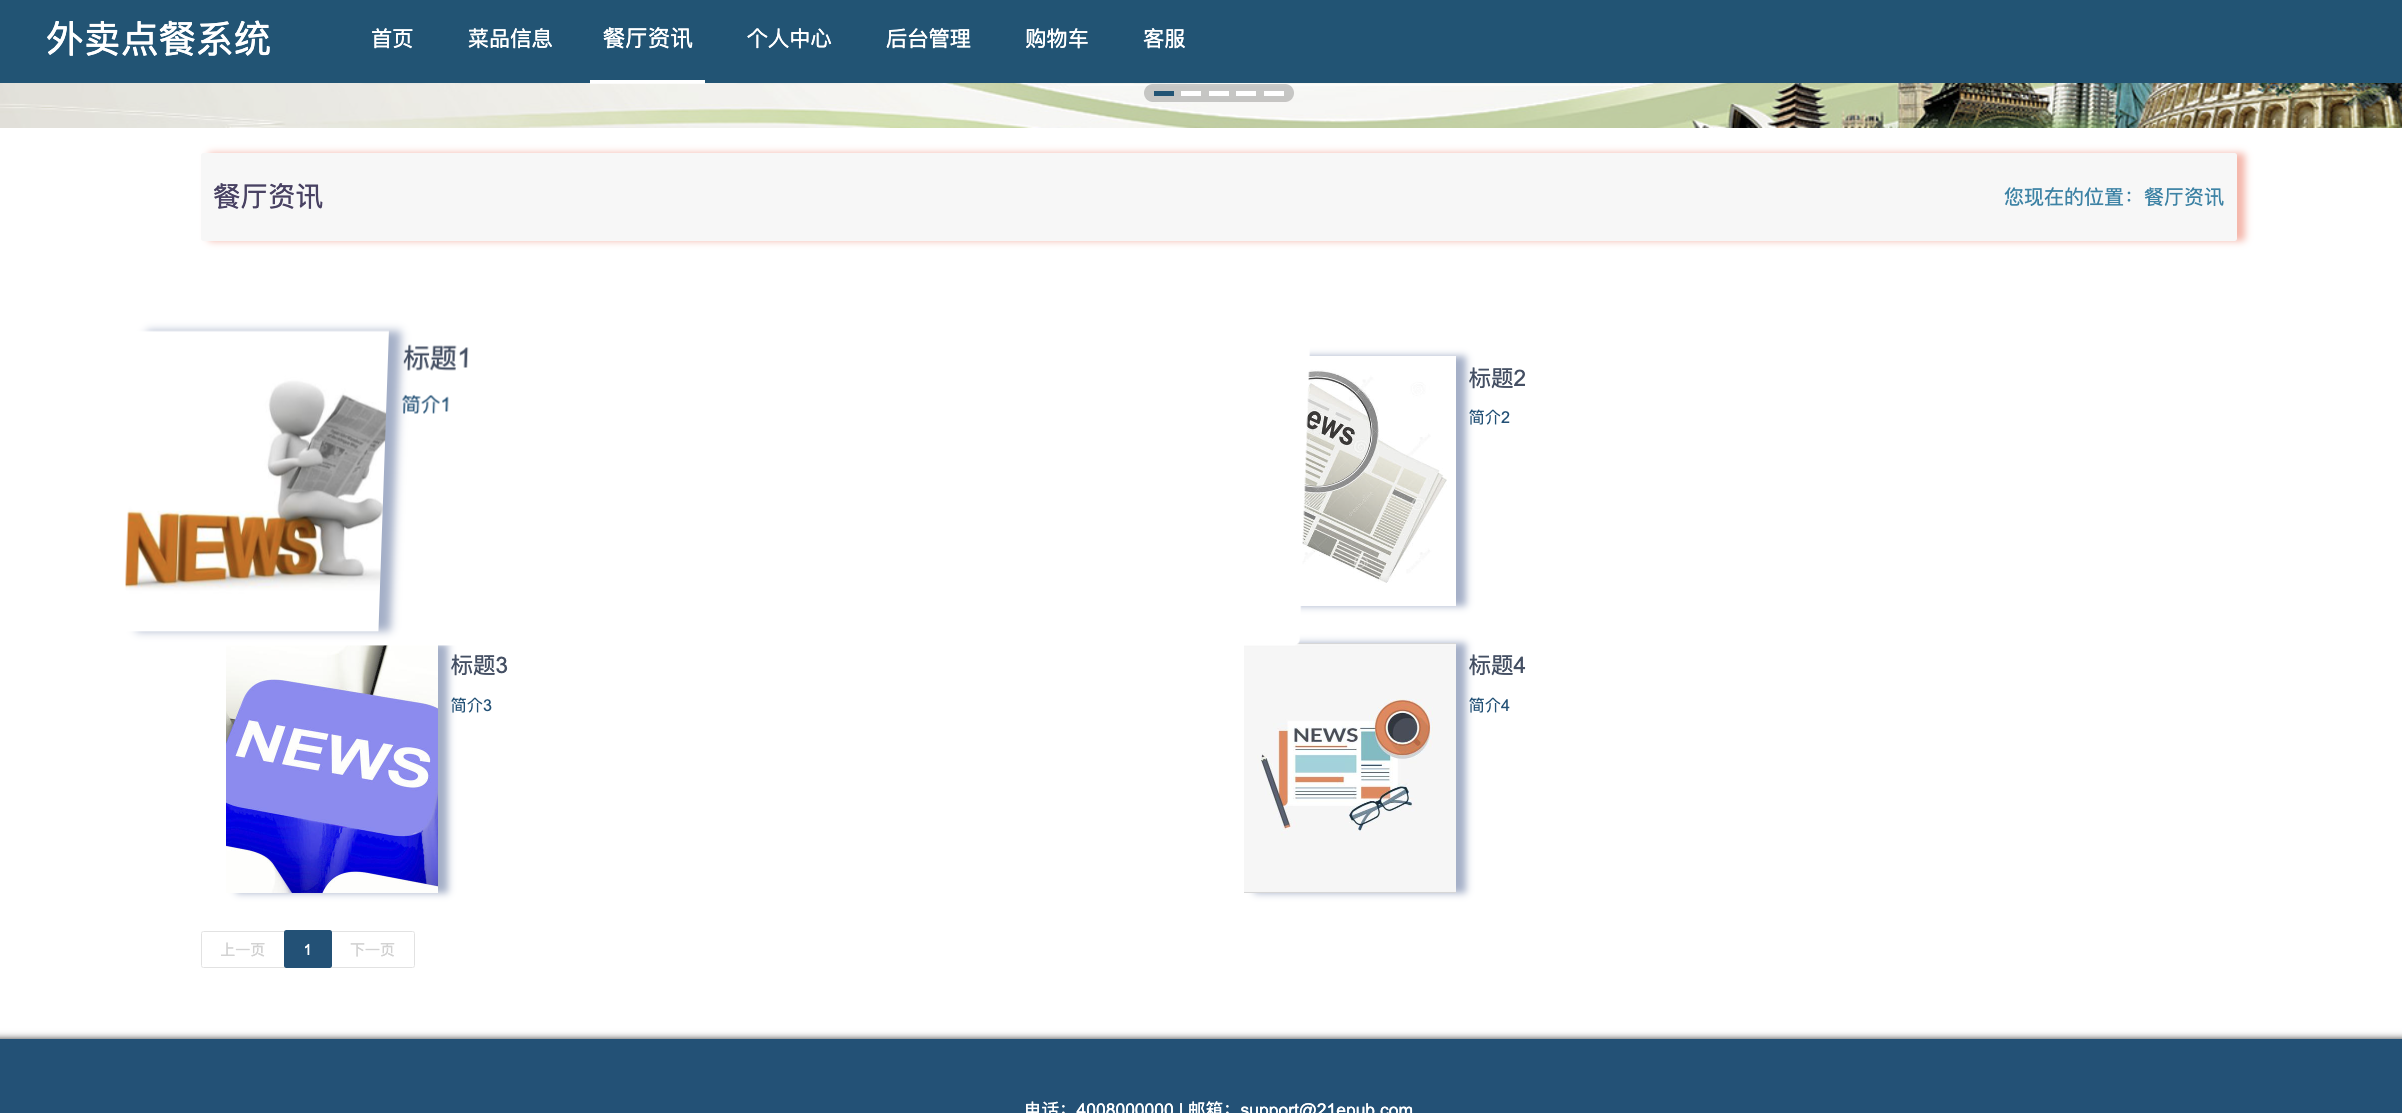 外卖点餐系统
首页 菜品信息 餐厅资讯 个人中心 后台管理 购物车 客服
餐厅资讯
您现在的位置：餐厅资讯
标题1
简介1
NEWS
标题2
简介2
ews
标题3
简介3
NEWS
标题4
简介4
NEWS
上一页 1 下一页
电话：4008000000 | 邮箱：support@21epub.com